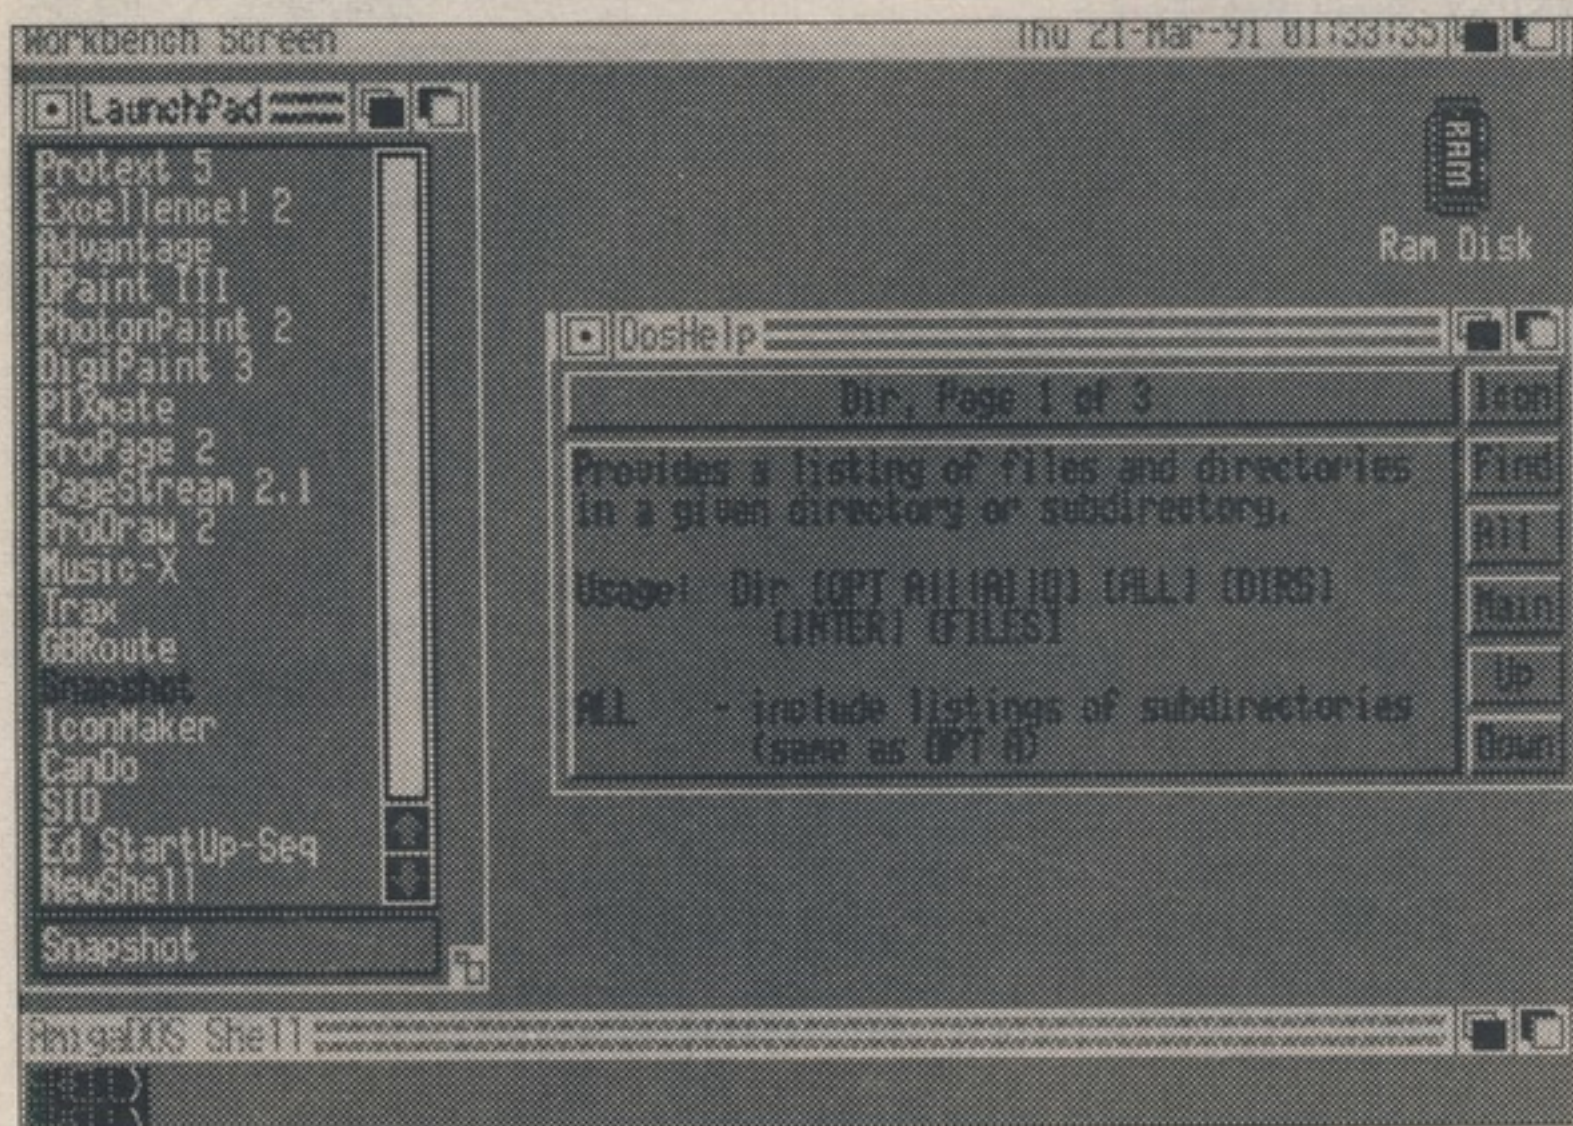 Workbench Screen
Thu 21-Mar-91 01:33:35
LaunchPad
Protext 5
Excellence! 2
Advantage
DPaint III
PhotonPaint 2
DigiPaint 3
PIXmate
ProPage 2
PageStream 2.1
ProDraw 2
Music-X
Trax
GBRoute
Snapshot
IconMaker
CanDo
SID
Ed StartUp-Seq
NewShell
Snapshot
RAM
Ram Disk
DosHelp
Dir, Page 1 of 3
Icon
Find
All
Main
Up
Down
Provides a listing of files and directories
in a given directory or subdirectory.
Usage: Dir [ALL] [DIRS]
[INTER] [FILES]
ALL - include listings of subdirectories
(same as OPT A)
AmigaDOS Shell